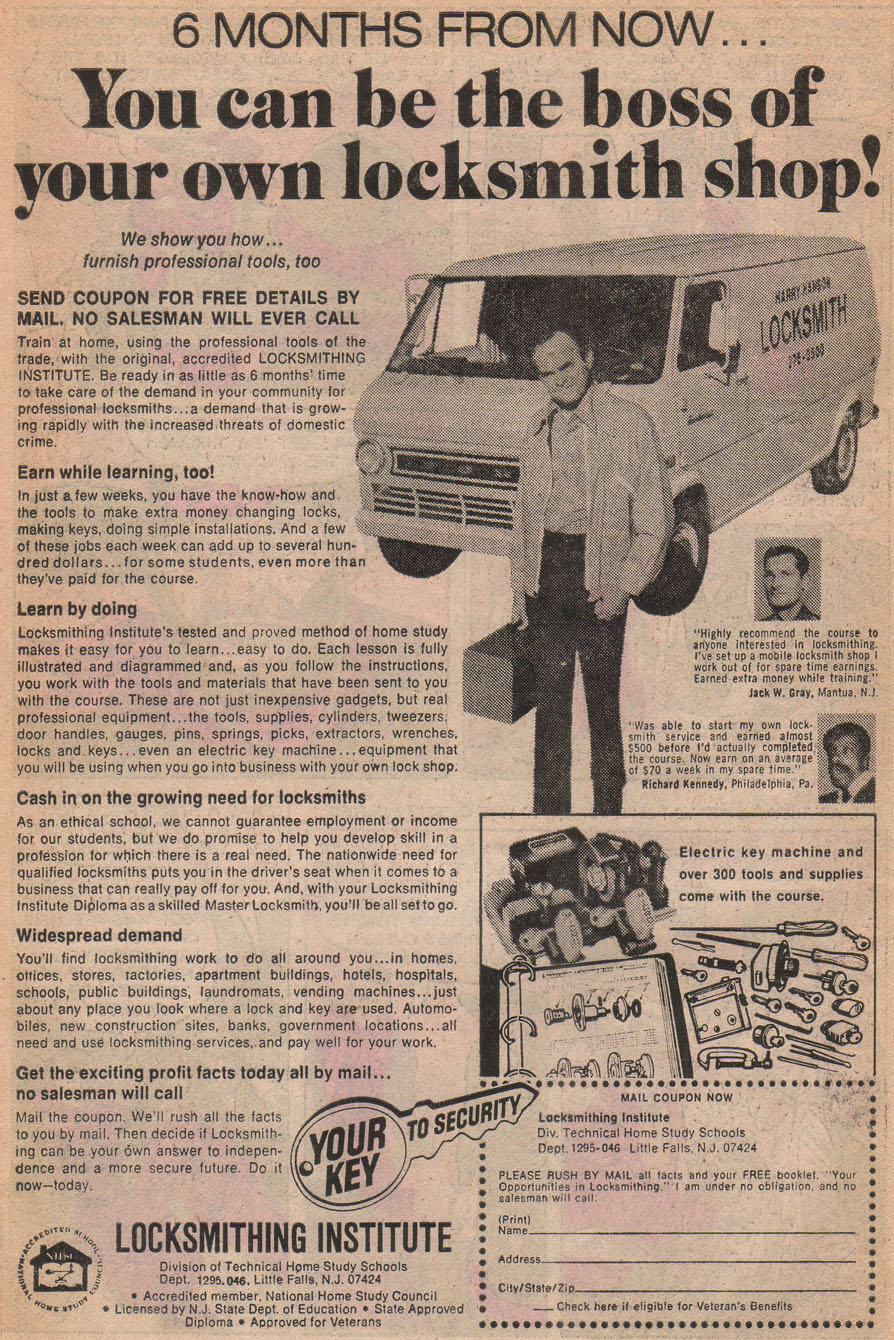 6 MONTHS FROM NOW...
You can be the boss of
your own locksmith shop!
We show you how...
furnish professional tools, too
SEND COUPON FOR FREE DETAILS BY
MAIL. NO SALESMAN WILL EVER CALL
Train at home, using the professional tools of the
trade, with the original, accredited LOCKSMITHING
INSTITUTE. Be ready in as little as 6 months' time
to take care of the demand in your community for
professional locksmiths...a demand that is grow-
ing rapidly with the increased threats of domestic
crime.
Earn while learning, too!
In just a few weeks, you have the know-how and
the tools to make extra money changing locks,
making keys, doing simple installations. And a few
of these jobs each week can add up to several hun-
dred dollars...for some students, even more than
they've paid for the course.
Learn by doing
Locksmithing Institute's tested and proved method of home study
makes it easy for you to learn...easy to do. Each lesson is fully
illustrated and diagrammed and, as you follow the instructions,
you work with the tools and materials that have been sent to you
with the course. These are not just inexpensive gadgets, but real
professional equipment...the tools, supplies, cylinders, tweezers,
door handles, gauges, pins, springs, picks, extractors, wrenches,
locks and keys...even an electric key machine...equipment that
you will be using when you go into business with your own lock shop.
Cash in on the growing need for locksmiths
As an ethical school, we cannot guarantee employment or income
for our students, but we do promise to help you develop skill in a
profession for which there is a real need. The nationwide need for
qualified locksmiths puts you in the driver's seat when it comes to a
business that can really pay off for you. And, with your Locksmithing
Institute Diploma as a skilled Master Locksmith, you'll be all set to go.
Widespread demand
You'll find locksmithing work to do all around you...in homes,
offices, stores, factories, apartment buildings, hotels, hospitals,
schools, public buildings, laundromats, vending machines...just
about any place you look where a lock and key are used. Automo-
biles, new construction sites, banks, government locations...all
need and use locksmithing services, and pay well for your work.
Get the exciting profit facts today all by mail...
no salesman will call
Mail the coupon. We'll rush all the facts
to you by mail. Then decide if Locksmith-
ing can be your own answer to indepen-
dence and a more secure future. Do it
now—today.
HARRY HANSON
LOCKSMITH
"Highly recommend the course to
anyone interested in locksmithing.
I've set up a mobile locksmith shop I
work out of for spare time earnings.
Earned extra money while training."
Jack W. Gray, Mantua, N.J.
"Was able to start my own lock-
smith service and earned almost
$500 before I'd actually completed
the course. Now earn on an average
of $70 a week in my spare time."
Richard Kennedy, Philadelphia, Pa.
Electric key machine and
over 300 tools and supplies
come with the course.
YOUR
KEY
TO SECURITY
LOCKSMITHING INSTITUTE
Division of Technical Home Study Schools
Dept. 1295-046, Little Falls, N.J. 07424
• Accredited member, National Home Study Council
• Licensed by N.J. State Dept. of Education • State Approved
Diploma • Approved for Veterans
ACCREDITED SCHOOL
NATIONAL HOME STUDY COUNCIL
NHSC
MAIL COUPON NOW
Locksmithing Institute
Div. Technical Home Study Schools
Dept. 1295-046 Little Falls, N.J. 07424
PLEASE RUSH BY MAIL all facts and your FREE booklet, "Your
Opportunities in Locksmithing." I am under no obligation, and no
salesman will call.
(Print)
Name
Address
City/State/Zip
Check here if eligible for Veteran's Benefits